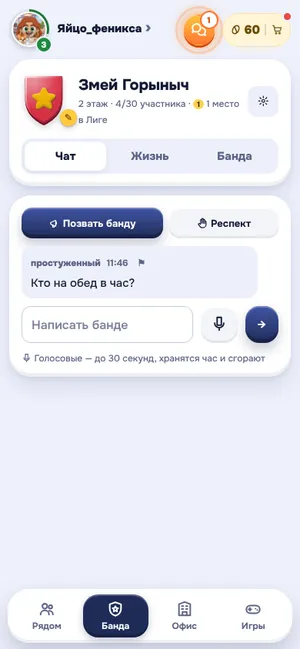 Яйцо_феникса
1
60
3
Змей Горыныч
2 этаж · 4/30 участника · 1 1 место
в Лиге
Чат Жизнь Банда
Позвать банду Респект
простуженный 11:46
Кто на обед в час?
Написать банде
Голосовые — до 30 секунд, хранятся час и сгорают
Рядом Банда Офис Игры